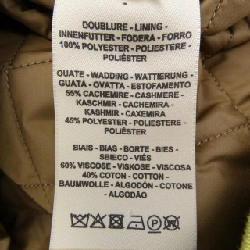 DOUBLURE - LINING -
INNENFUTTER - FODERA - FORRO
100% POLYESTER - POLIESTERE -
POLIÉSTER
OUATE - WADDING - WATTIERUNG -
GUATA - OVATTA - ESTOFAMENTO
55% CACHEMIRE - CASHMERE -
KASCHMIR - CACHEMIRA -
KASHMIR - CAXEMIRA
45% POLYESTER - POLIESTERE -
POLIÉSTER
BIAIS - BIAS - BORTE - BIES -
SBIECO - VIÉS
60% VISCOSE - VISKOSE - VISCOSA
40% COTON - COTTON -
BAUMWOLLE - ALGODÓN - COTONE -
ALGODÃO
P